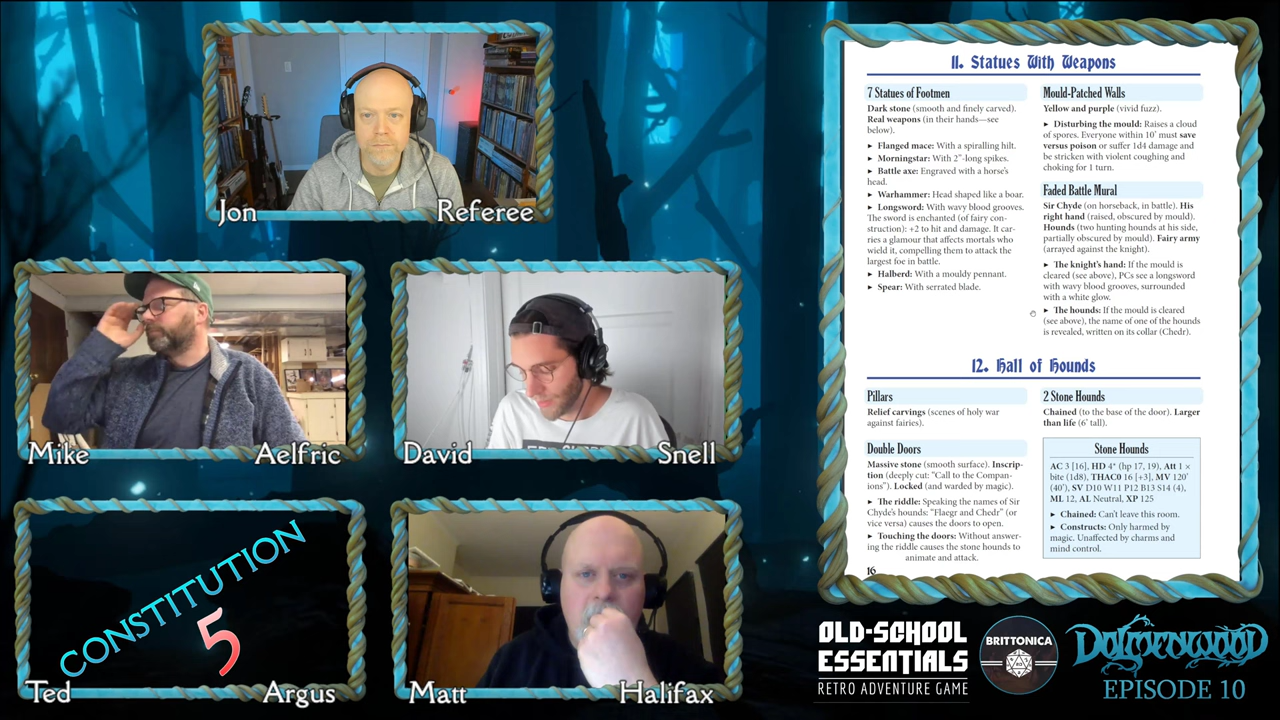 Jon Referee
Mike Aelfric
David Snell
CONSTITUTION
5
Ted Argus
Matt Halifax
11. Statues With Weapons
7 Statues of Footmen
Dark stone (smooth and finely carved).
Real weapons (in their hands—see
below).
► Flanged mace: With a spiralling hilt.
► Morningstar: With 2"-long spikes.
► Battle axe: Engraved with a horse's
head.
► Warhammer: Head shaped like a boar.
► Longsword: With wavy blood grooves.
The sword is enchanted (of fairy con-
struction): +2 to hit and damage. It car-
ries a glamour that affects mortals who
wield it, compelling them to attack the
largest foe in battle.
► Halberd: With a mouldy pennant.
► Spear: With serrated blade.
Mould-Patched Walls
Yellow and purple (vivid fuzz).
► Disturbing the mould: Raises a cloud
of spores. Everyone within 10' must save
versus poison or suffer 1d4 damage and
be stricken with violent coughing and
choking for 1 turn.
Faded Battle Mural
Sir Chyde (on horseback, in battle). His
right hand (raised, obscured by mould).
Hounds (two hunting hounds at his side,
partially obscured by mould). Fairy army
(arrayed against the knight).
► The knight's hand: If the mould is
cleared (see above), PCs see a longsword
with wavy blood grooves, surrounded
with a white glow.
► The hounds: If the mould is cleared
(see above), the name of one of the hounds
is revealed, written on its collar (Chedr).
12. Hall of Hounds
Pillars
Relief carvings (scenes of holy war
against fairies).
Double Doors
Massive stone (smooth surface). Inscrip-
tion (deeply cut: "Call to the Compan-
ions"). Locked (and warded by magic).
► The riddle: Speaking the names of Sir
Chyde's hounds: "Flaegr and Chedr" (or
vice versa) causes the doors to open.
► Touching the doors: Without answer-
ing the riddle causes the stone hounds to
animate and attack.
16
2 Stone Hounds
Chained (to the base of the door). Larger
than life (6' tall).
Stone Hounds
AC 3 [16], HD 4* (hp 17, 19), Att 1 ×
bite (1d8), THAC0 16 [+3], MV 120'
(40'), SV D10 W11 P12 B13 S14 (4),
ML 12, AL Neutral, XP 125
► Chained: Can't leave this room.
► Constructs: Only harmed by
magic. Unaffected by charms and
mind control.
OLD-SCHOOL
ESSENTIALS
RETRO ADVENTURE GAME
BRITTONICA
DOLMENWOOD
EPISODE 10